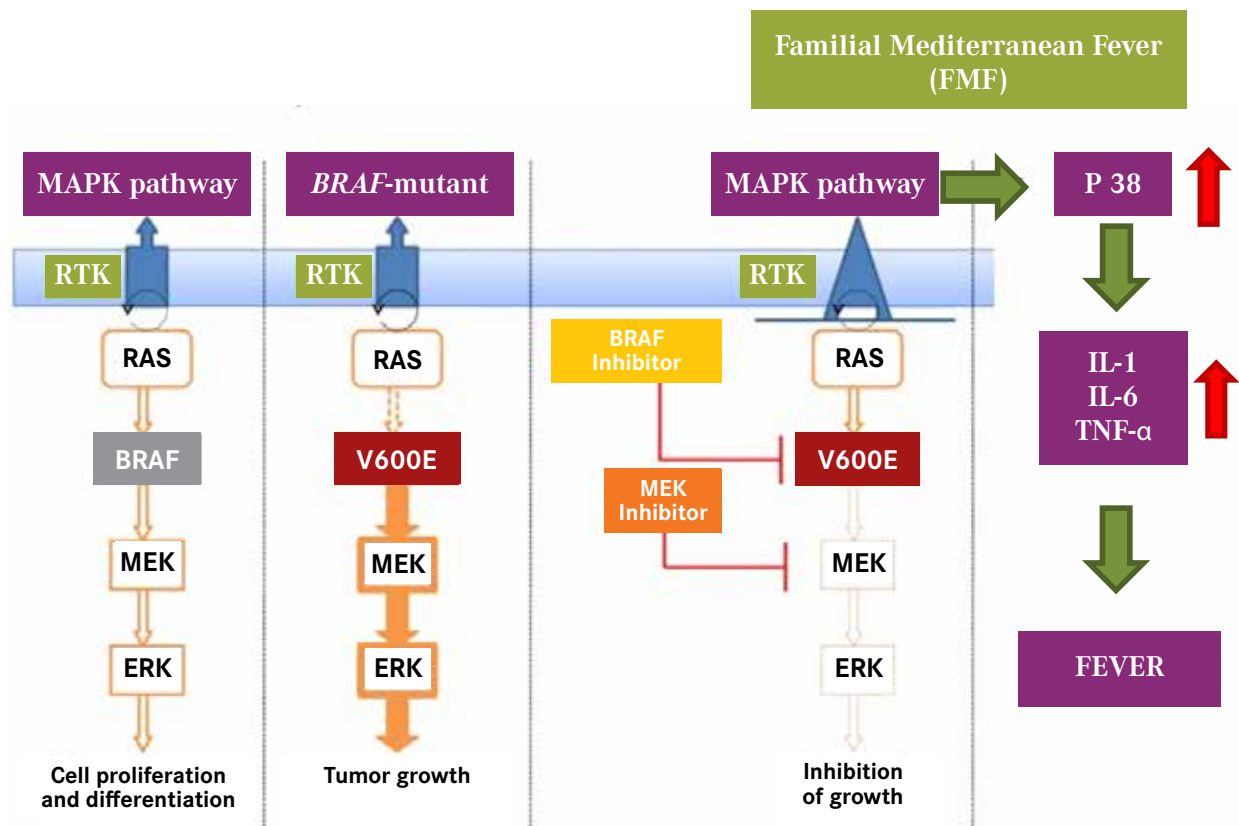 Familial Mediterranean Fever
(FMF)
MAPK pathway
BRAF-mutant
MAPK pathway
P 38
RTK
RTK
RTK
RAS
RAS
BRAF
Inhibitor
RAS
IL-1
IL-6
TNF-α
BRAF
V600E
V600E
MEK
Inhibitor
MEK
MEK
MEK
ERK
ERK
ERK
FEVER
Cell proliferation
and differentiation
Tumor growth
Inhibition
of growth